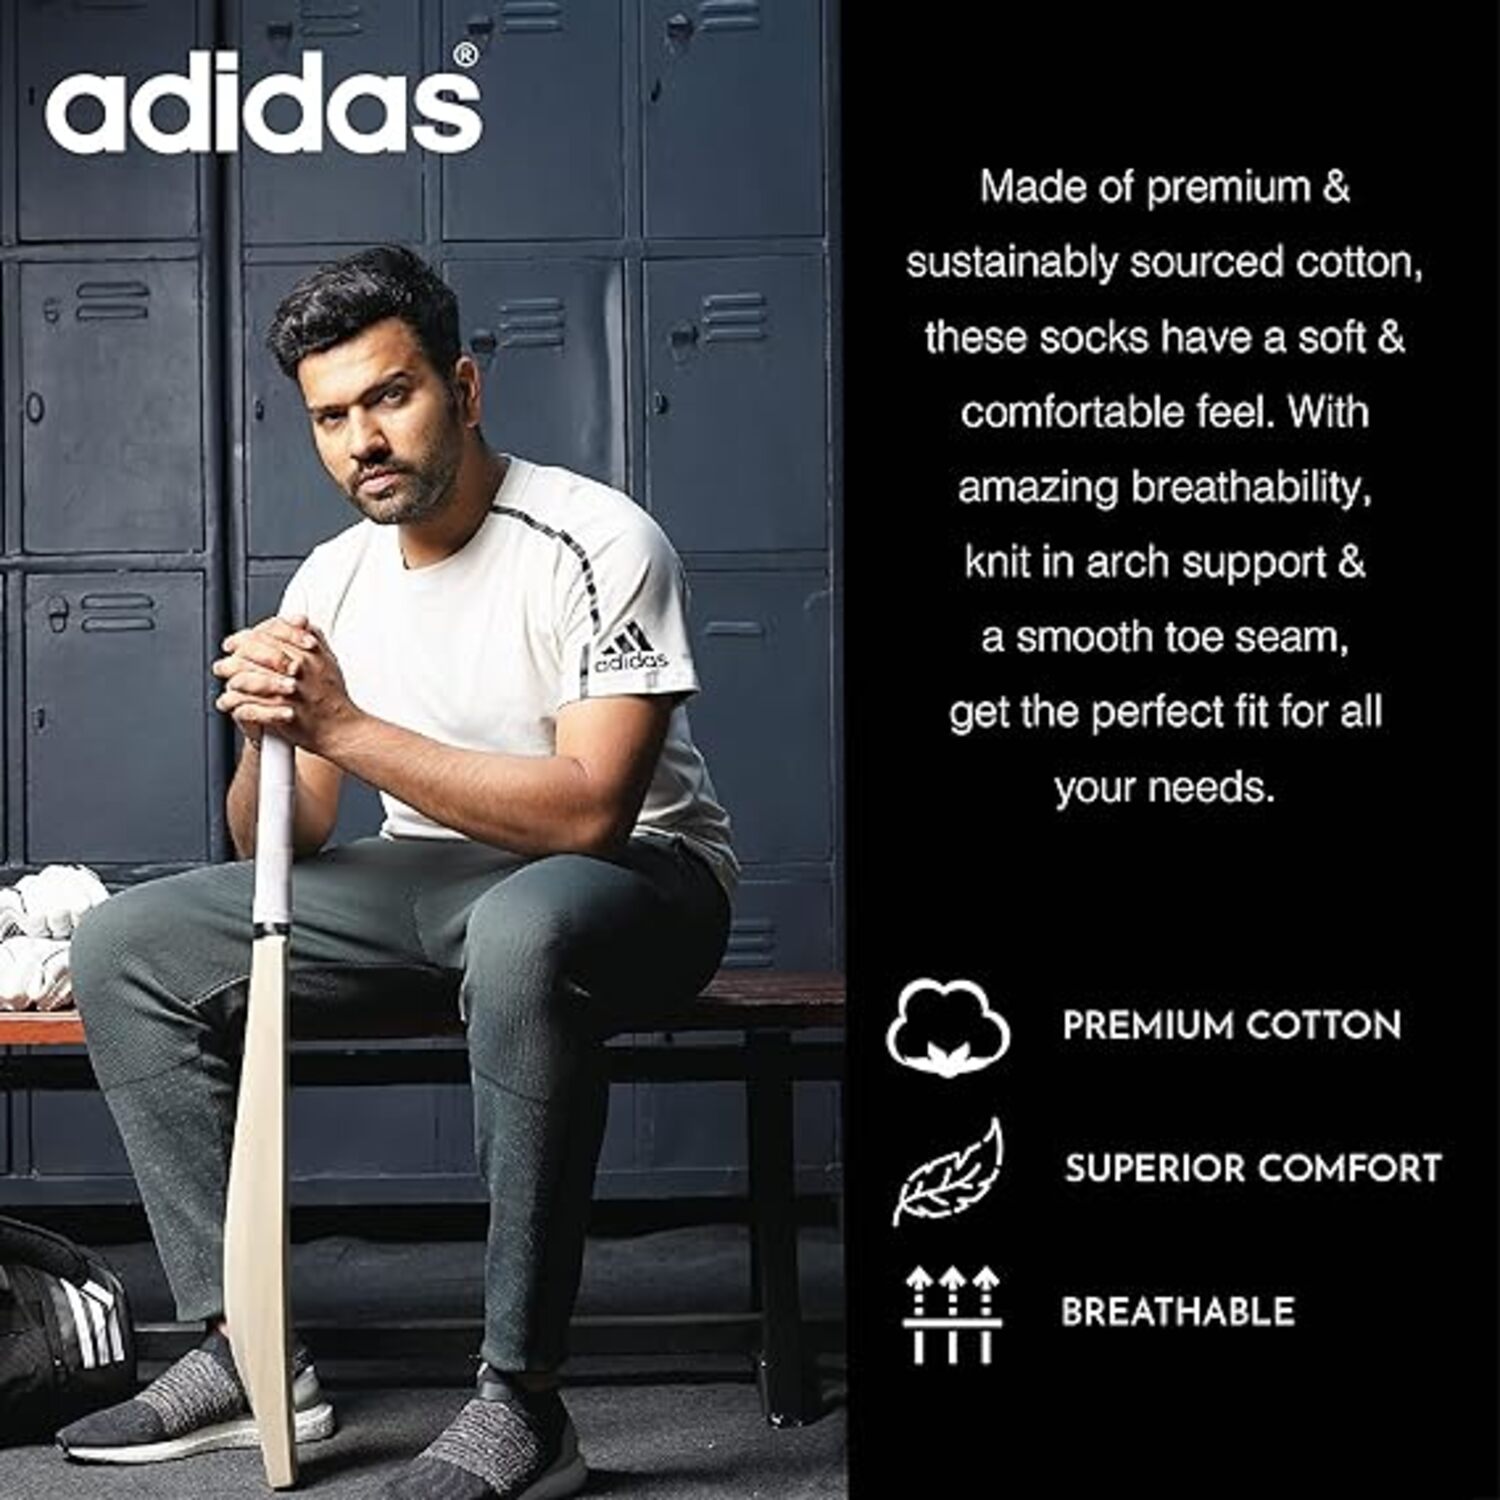 adidas®
adidas
Made of premium &
sustainably sourced cotton,
these socks have a soft &
comfortable feel. With
amazing breathability,
knit in arch support &
a smooth toe seam,
get the perfect fit for all
your needs.
PREMIUM COTTON
SUPERIOR COMFORT
BREATHABLE